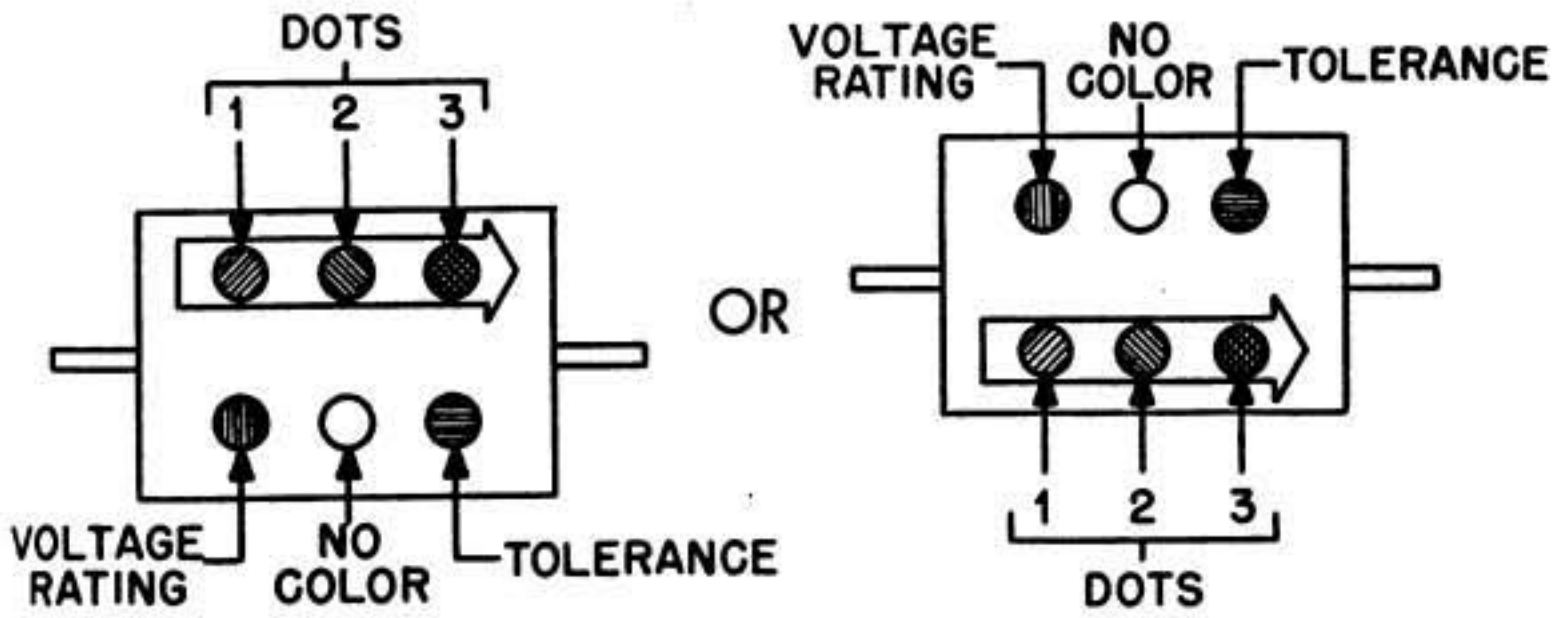 DOTS
1 2 3
VOLTAGE
RATING
NO
COLOR
TOLERANCE
OR
VOLTAGE
RATING
NO
COLOR
TOLERANCE
1 2 3
DOTS